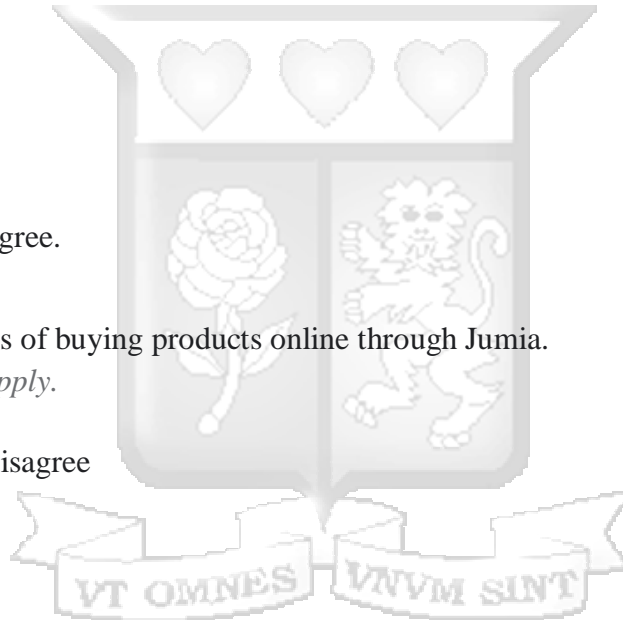 gree.
s of buying products online through Jumia.
pply.
isagree
VT OMNES VNVM SINT